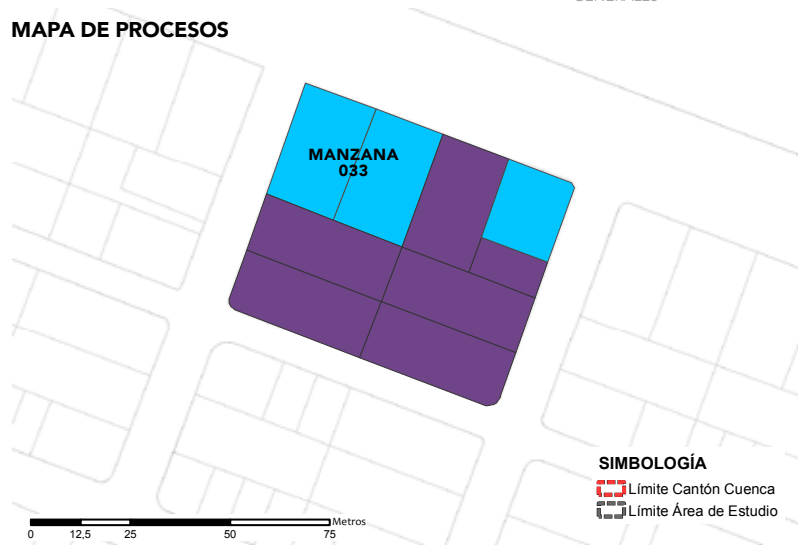 MAPA DE PROCESOS
MANZANA
033
SIMBOLOGÍA
Límite Cantón Cuenca
Límite Área de Estudio
Metros
0 12,5 25 50 75